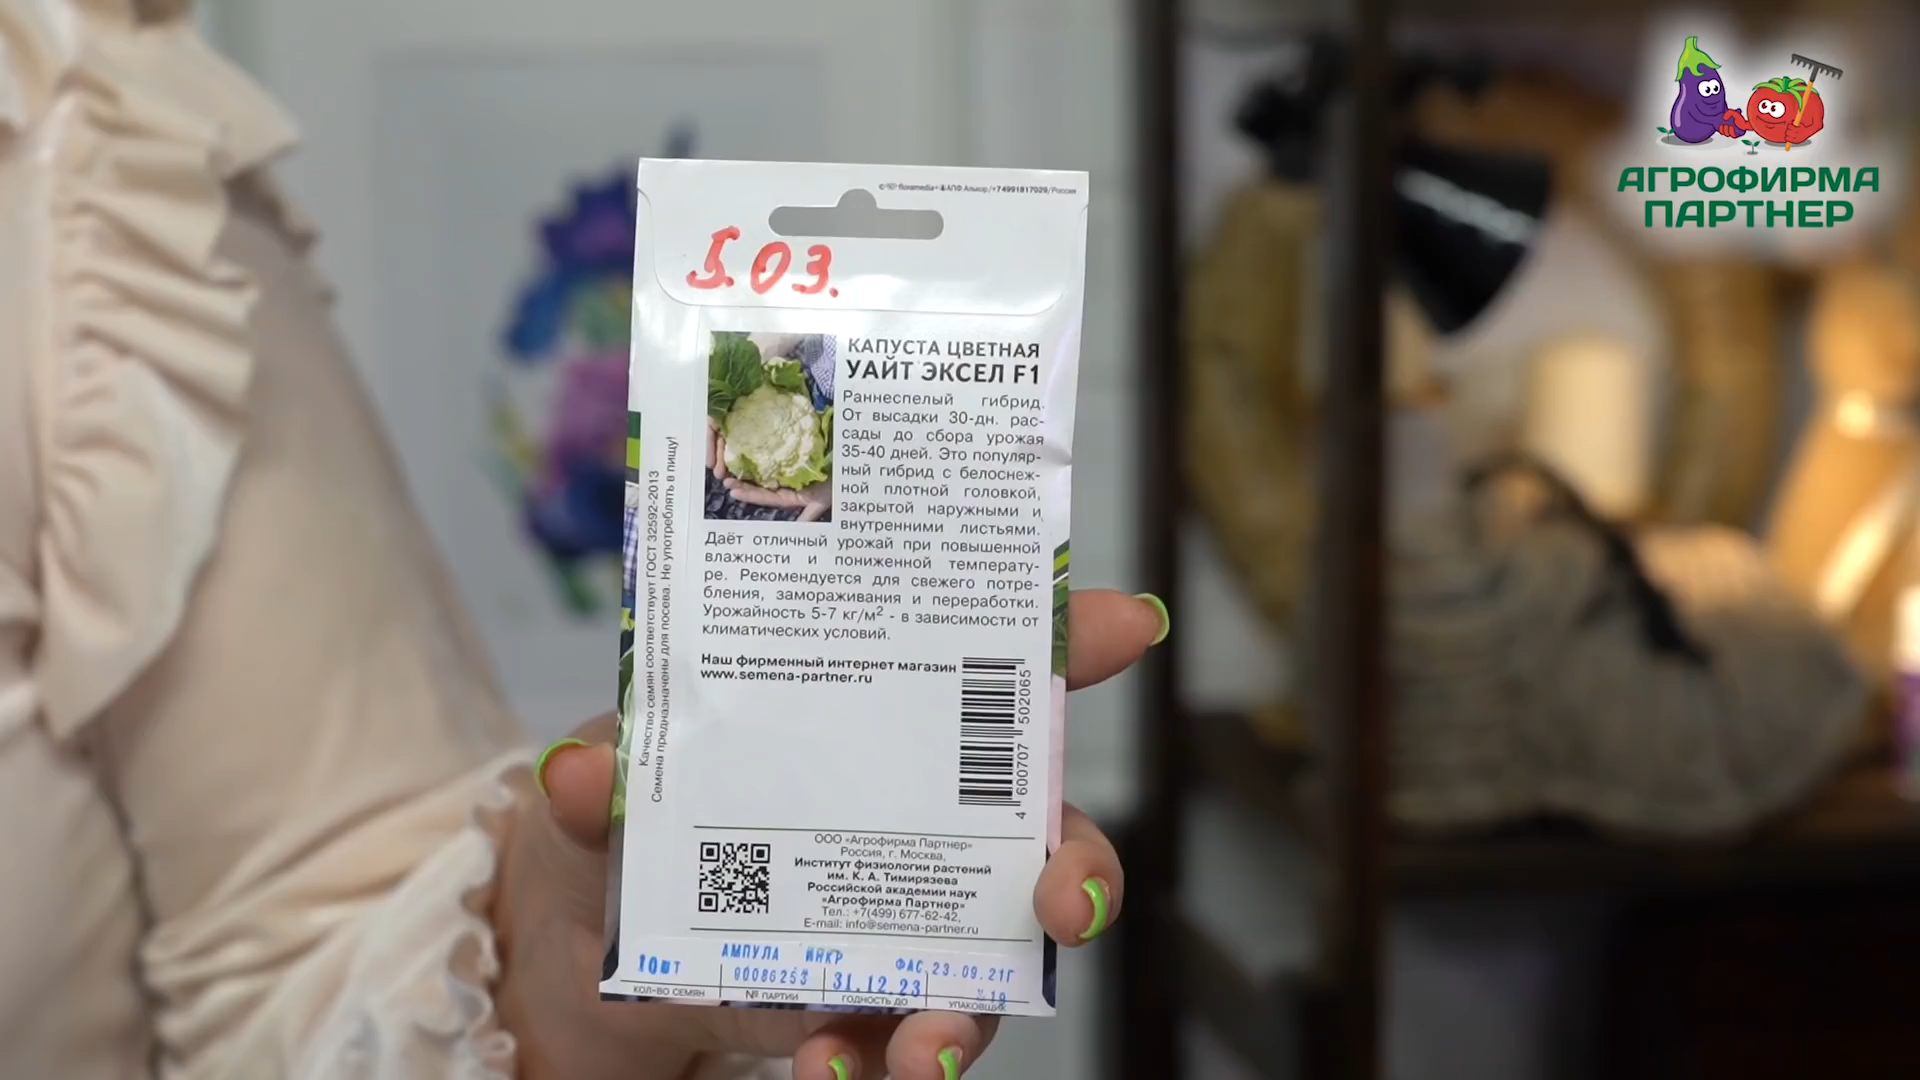 АГРОФИРМА
ПАРТНЕР
5.03.
КАПУСТА ЦВЕТНАЯ
УАЙТ ЭКСЕЛ F1
Раннеспелый гибрид.
От высадки 30-дн. рас-
сады до сбора урожая
35-40 дней. Это популяр-
ный гибрид с белоснеж-
ной плотной головкой,
закрытой наружными и
внутренними листьями.
Даёт отличный урожай при повышенной
влажности и пониженной температу-
ре. Рекомендуется для свежего потре-
бления, замораживания и переработки.
Урожайность 5-7 кг/м² - в зависимости от
климатических условий.
Качество семян соответствует ГОСТ 32592-2013
Семена предназначены для посева. Не употреблять в пищу!
Наш фирменный интернет магазин
www.semena-partner.ru
4 600707 502065
ООО «Агрофирма Партнер»
Россия, г. Москва,
Институт физиологии растений
им. К. А. Тимирязева
Российской академии наук
«Агрофирма Партнер»
Тел.: +7(499) 677-62-42,
E-mail: info@semena-partner.ru
10шт АМПУЛА ИНКР ФАС 23.09.21Г
90086253 31.12.23 19
КОЛ-ВО СЕМЯН № ПАРТИИ ГОДНОСТЬ ДО УПАКОВЩИК